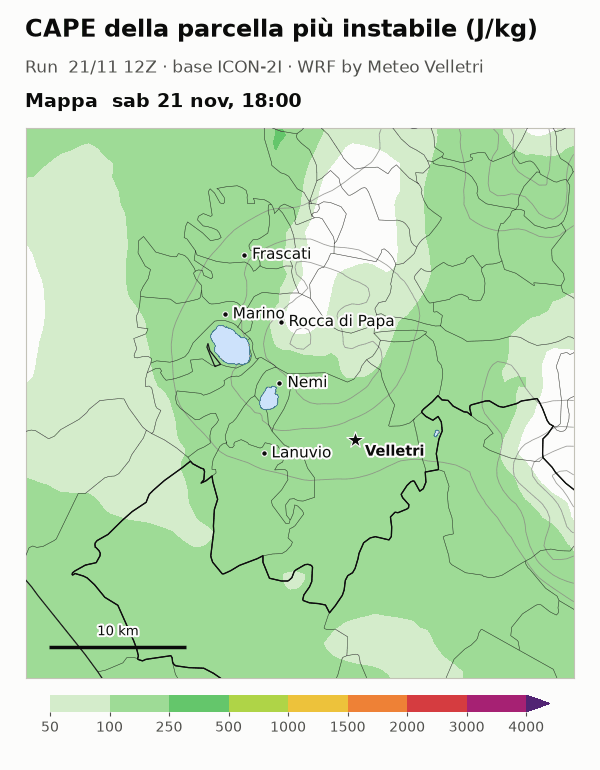 CAPE della parcella più instabile (J/kg)
Run  21/11 12Z · base ICON-2I · WRF by Meteo Velletri
Mappa  sab 21 nov, 18:00
Frascati
Marino
Rocca di Papa
Nemi
Velletri
Lanuvio
10 km
50 100 250 500 1000 1500 2000 3000 4000